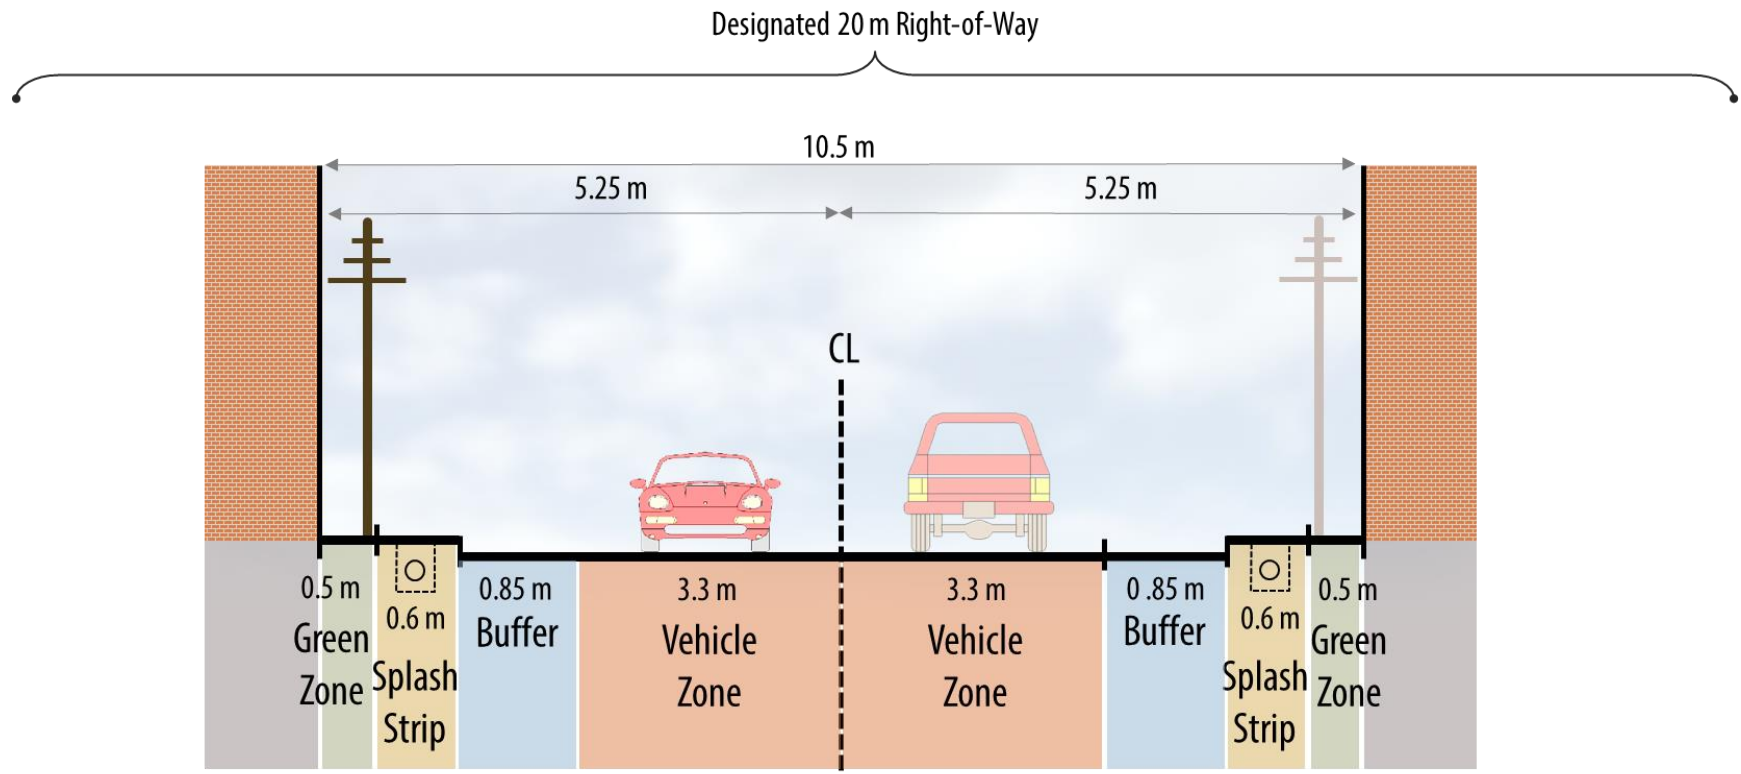 Designated 20 m Right-of-Way
10.5 m
5.25 m
5.25 m
CL
0.5 m
Green
Zone
0.6 m
Splash
Strip
0.85 m
Buffer
3.3 m
Vehicle
Zone
3.3 m
Vehicle
Zone
0 .85 m
Buffer
0.6 m
Splash
Strip
0.5 m
Green
Zone